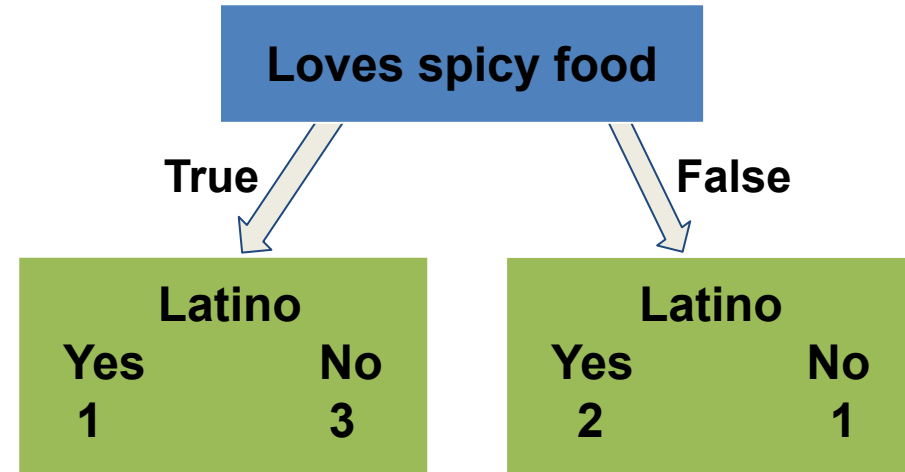 Loves spicy food
True
False
Latino
Yes No
1 3
Latino
Yes No
2 1